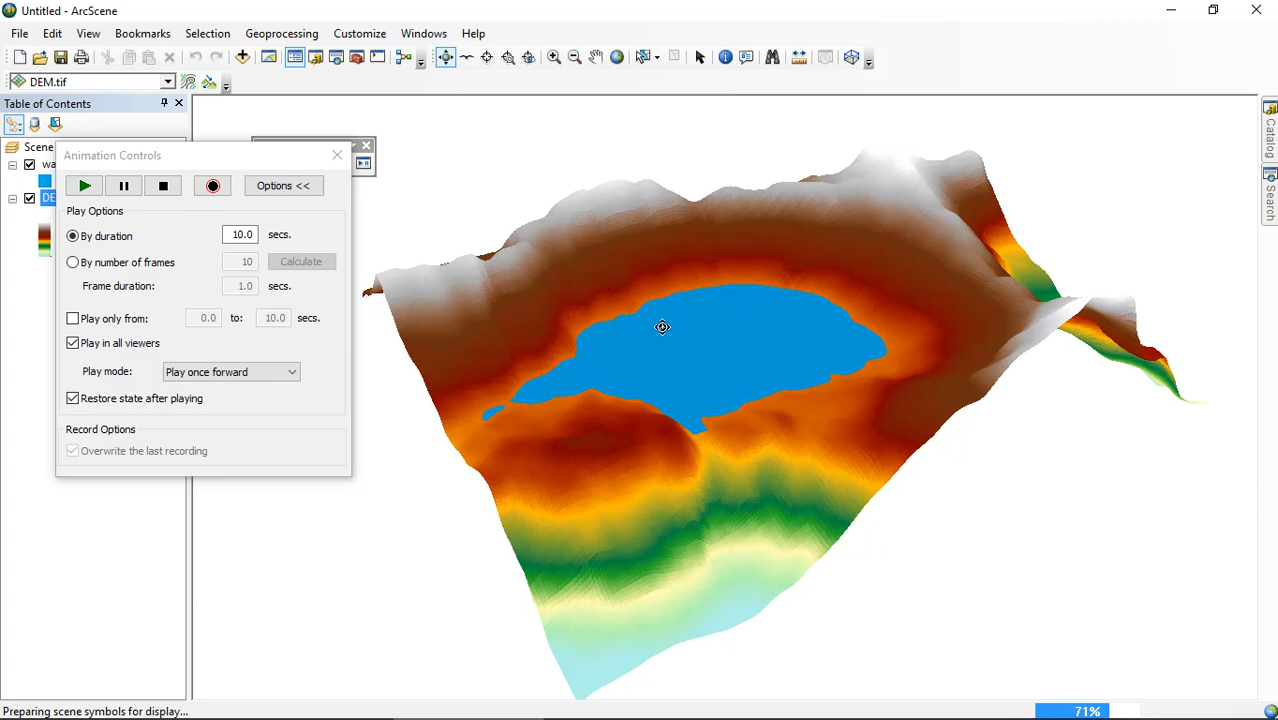 Untitled - ArcScene
File Edit View Bookmarks Selection Geoprocessing Customize Windows Help
DEM.tif
Table of Contents
Scene
wa
DE
Animation Controls
Options <<
Play Options
By duration 10.0 secs.
By number of frames 10 Calculate
Frame duration: 1.0 secs.
Play only from: 0.0 to: 10.0 secs.
Play in all viewers
Play mode: Play once forward
Restore state after playing
Record Options
Overwrite the last recording
Catalog
Search
Preparing scene symbols for display... 71%